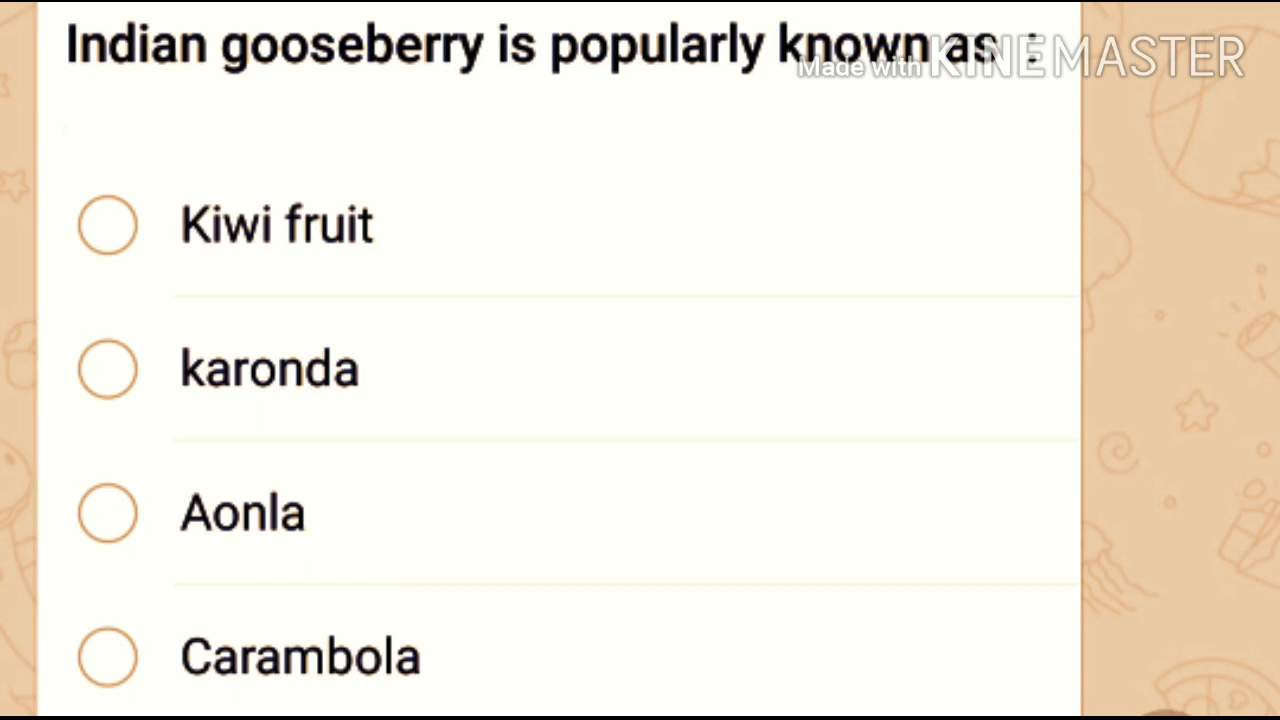 Indian gooseberry is popularly known as :
Made with KINEMASTER
Kiwi fruit
karonda
Aonla
Carambola